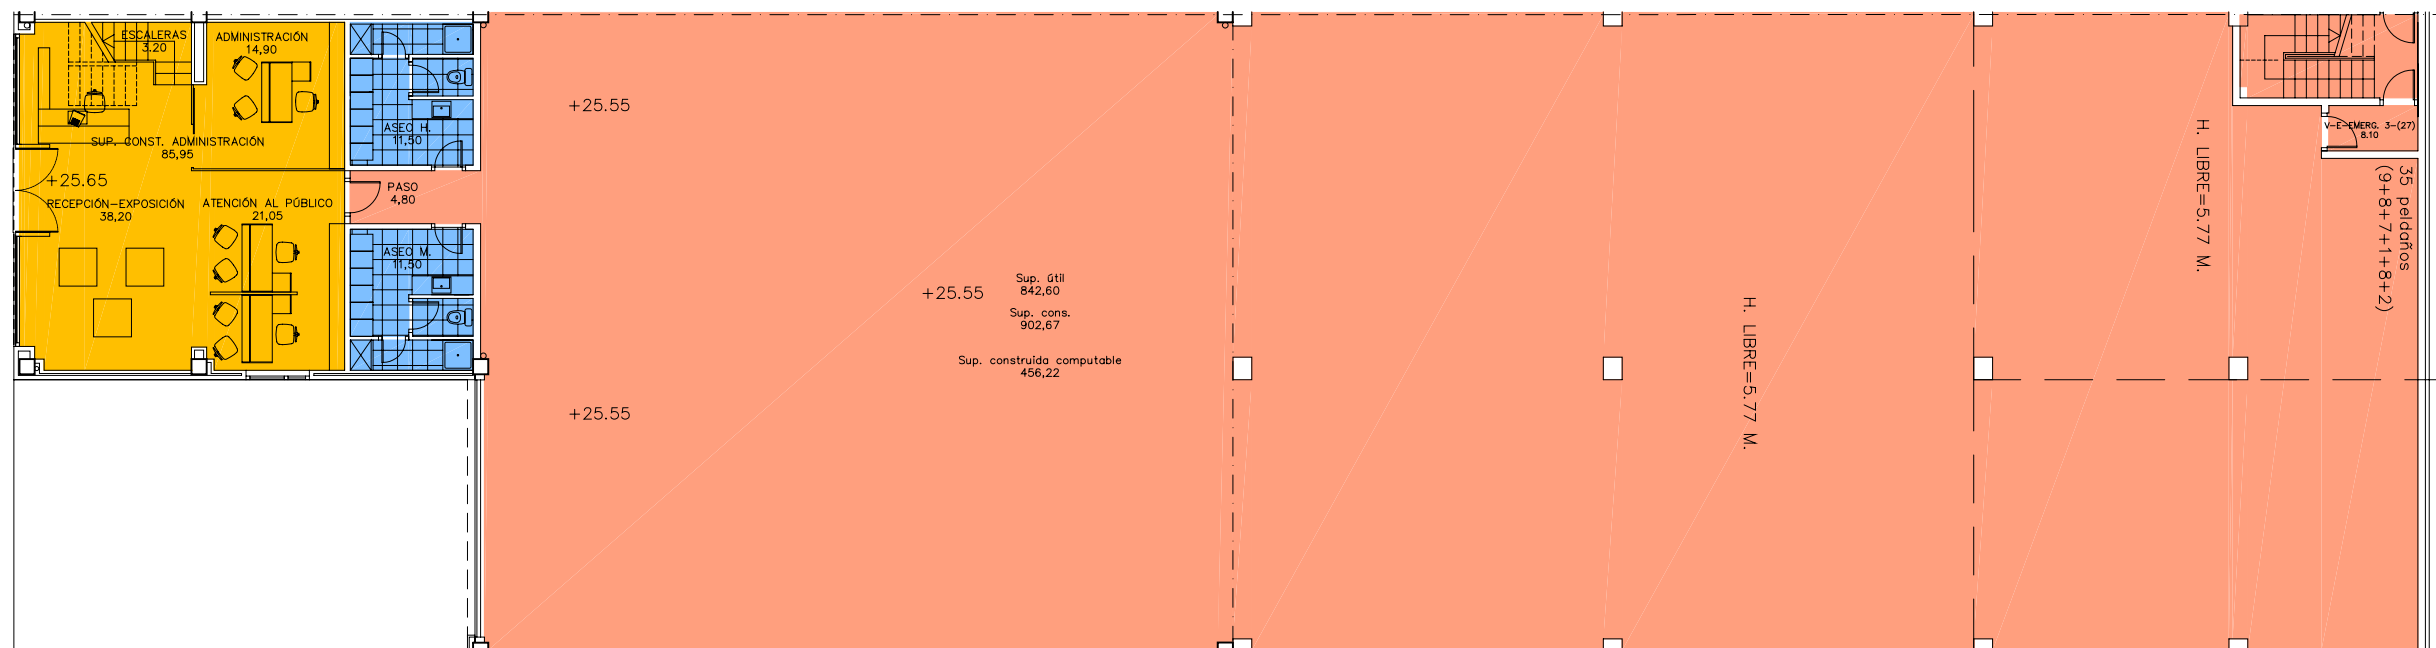 ESCALERAS
3.20
ADMINISTRACIÓN
14,90
SUP. CONST. ADMINISTRACIÓN
85,95
+25.65
RECEPCIÓN-EXPOSICIÓN
38,20
ATENCIÓN AL PÚBLICO
21,05
ASEO H.
11,50
PASO
4,80
ASEO M.
11,50
+25.55
+25.55
+25.55
Sup. útil
842,60
Sup. cons.
902,67
Sup. construida computable
456,22
H. LIBRE=5.77 M.
H. LIBRE=5.77 M.
V-E-EMERG. 3-(27)
8.10
35 peldaños
(9+8+7+1+8+2)